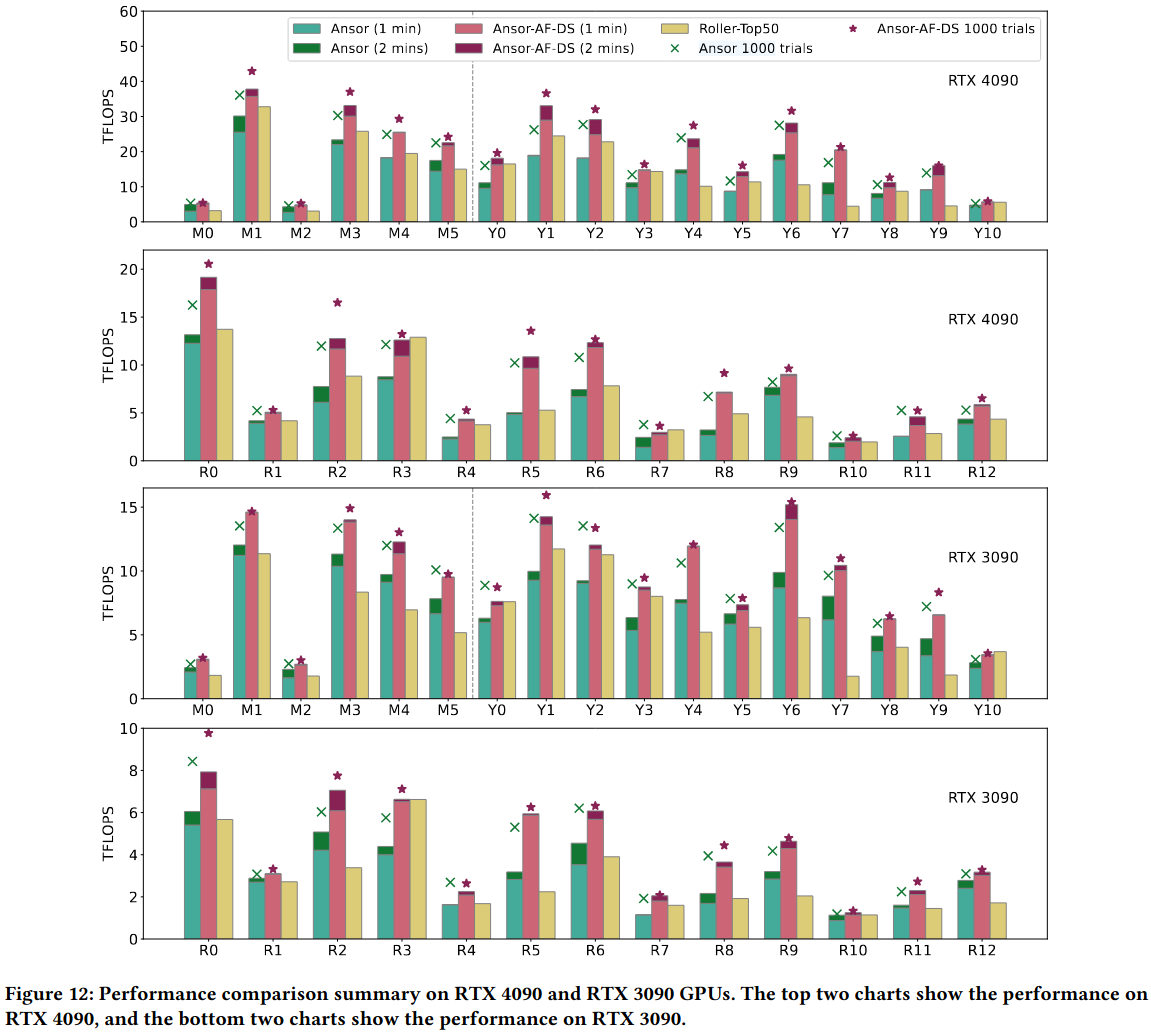 60
50
40
30
20
10
0
TFLOPS
Ansor (1 min)
Ansor (2 mins)
Ansor-AF-DS (1 min)
Ansor-AF-DS (2 mins)
Roller-Top50
Ansor 1000 trials
Ansor-AF-DS 1000 trials
RTX 4090
M0 M1 M2 M3 M4 M5 Y0 Y1 Y2 Y3 Y4 Y5 Y6 Y7 Y8 Y9 Y10
20
15
10
5
0
TFLOPS
RTX 4090
R0 R1 R2 R3 R4 R5 R6 R7 R8 R9 R10 R11 R12
15
10
5
0
TFLOPS
RTX 3090
M0 M1 M2 M3 M4 M5 Y0 Y1 Y2 Y3 Y4 Y5 Y6 Y7 Y8 Y9 Y10
10
8
6
4
2
0
TFLOPS
RTX 3090
R0 R1 R2 R3 R4 R5 R6 R7 R8 R9 R10 R11 R12
Figure 12: Performance comparison summary on RTX 4090 and RTX 3090 GPUs. The top two charts show the performance on
RTX 4090, and the bottom two charts show the performance on RTX 3090.